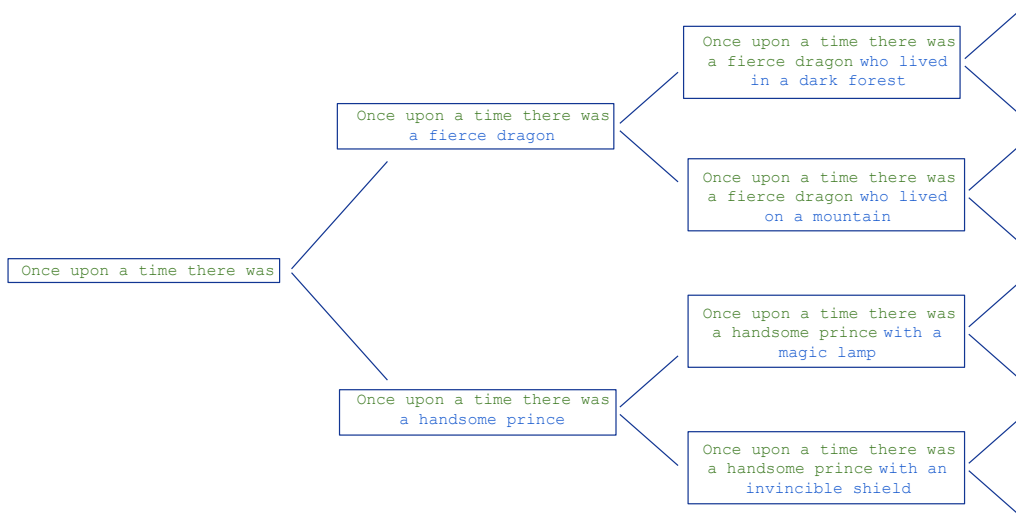 Once upon a time there was
a fierce dragon who lived
in a dark forest
Once upon a time there was
a fierce dragon
Once upon a time there was
a fierce dragon who lived
on a mountain
Once upon a time there was
Once upon a time there was
a handsome prince with a
magic lamp
Once upon a time there was
a handsome prince
Once upon a time there was
a handsome prince with an
invincible shield